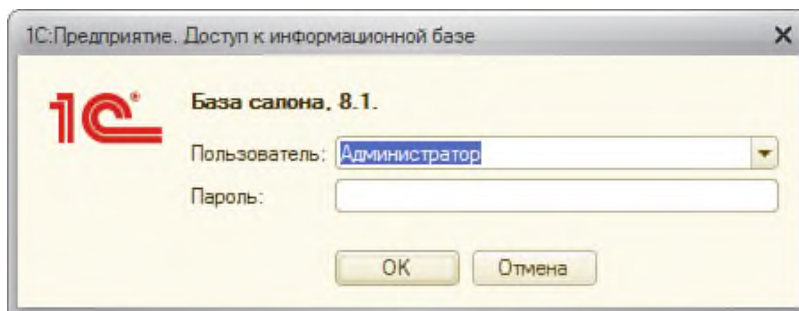 1С:Предприятие. Доступ к информационной базе
1С®
База салона, 8.1.
Пользователь: Администратор
Пароль:
OK Отмена